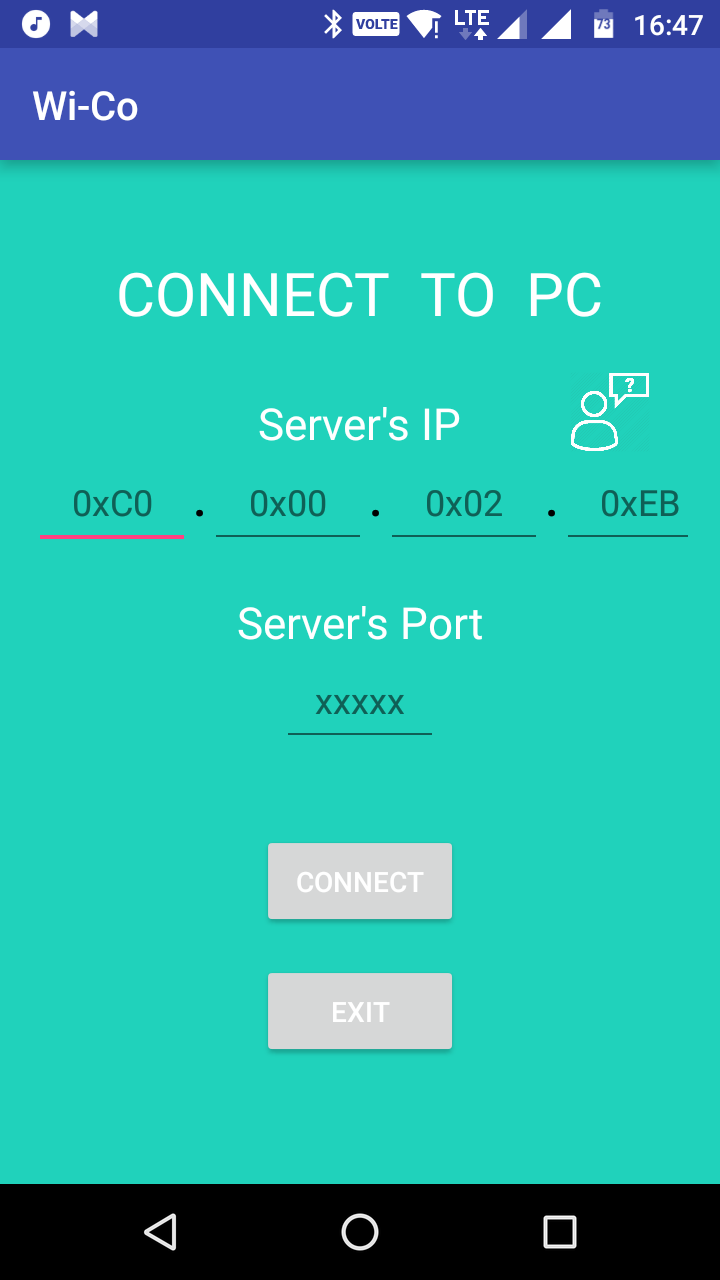 VOLTE ! LTE 73 16:47
Wi-Co
CONNECT TO PC
?
Server's IP
0xC0 . 0x00 . 0x02 . 0xEB
Server's Port
xxxxx
CONNECT
EXIT